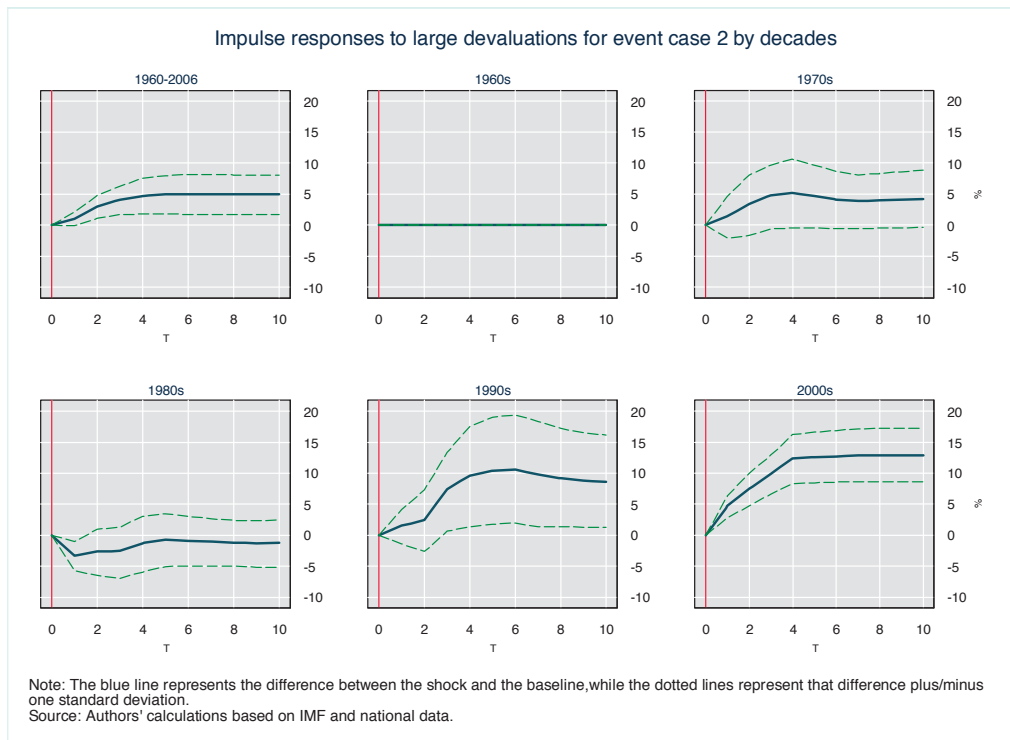 Impulse responses to large devaluations for event case 2 by decades
1960-2006
20
15
10
5
0
-5
-10
0 2 4 6 8 10
T
1960s
20
15
10
5
0
-5
-10
0 2 4 6 8 10
T
1970s
20
15
10
5
0
-5
-10
%
0 2 4 6 8 10
T
1980s
20
15
10
5
0
-5
-10
0 2 4 6 8 10
T
1990s
20
15
10
5
0
-5
-10
0 2 4 6 8 10
T
2000s
20
15
10
5
0
-5
-10
%
0 2 4 6 8 10
T
Note: The blue line represents the difference between the shock and the baseline,while the dotted lines represent that difference plus/minus
one standard deviation.
Source: Authors' calculations based on IMF and national data.